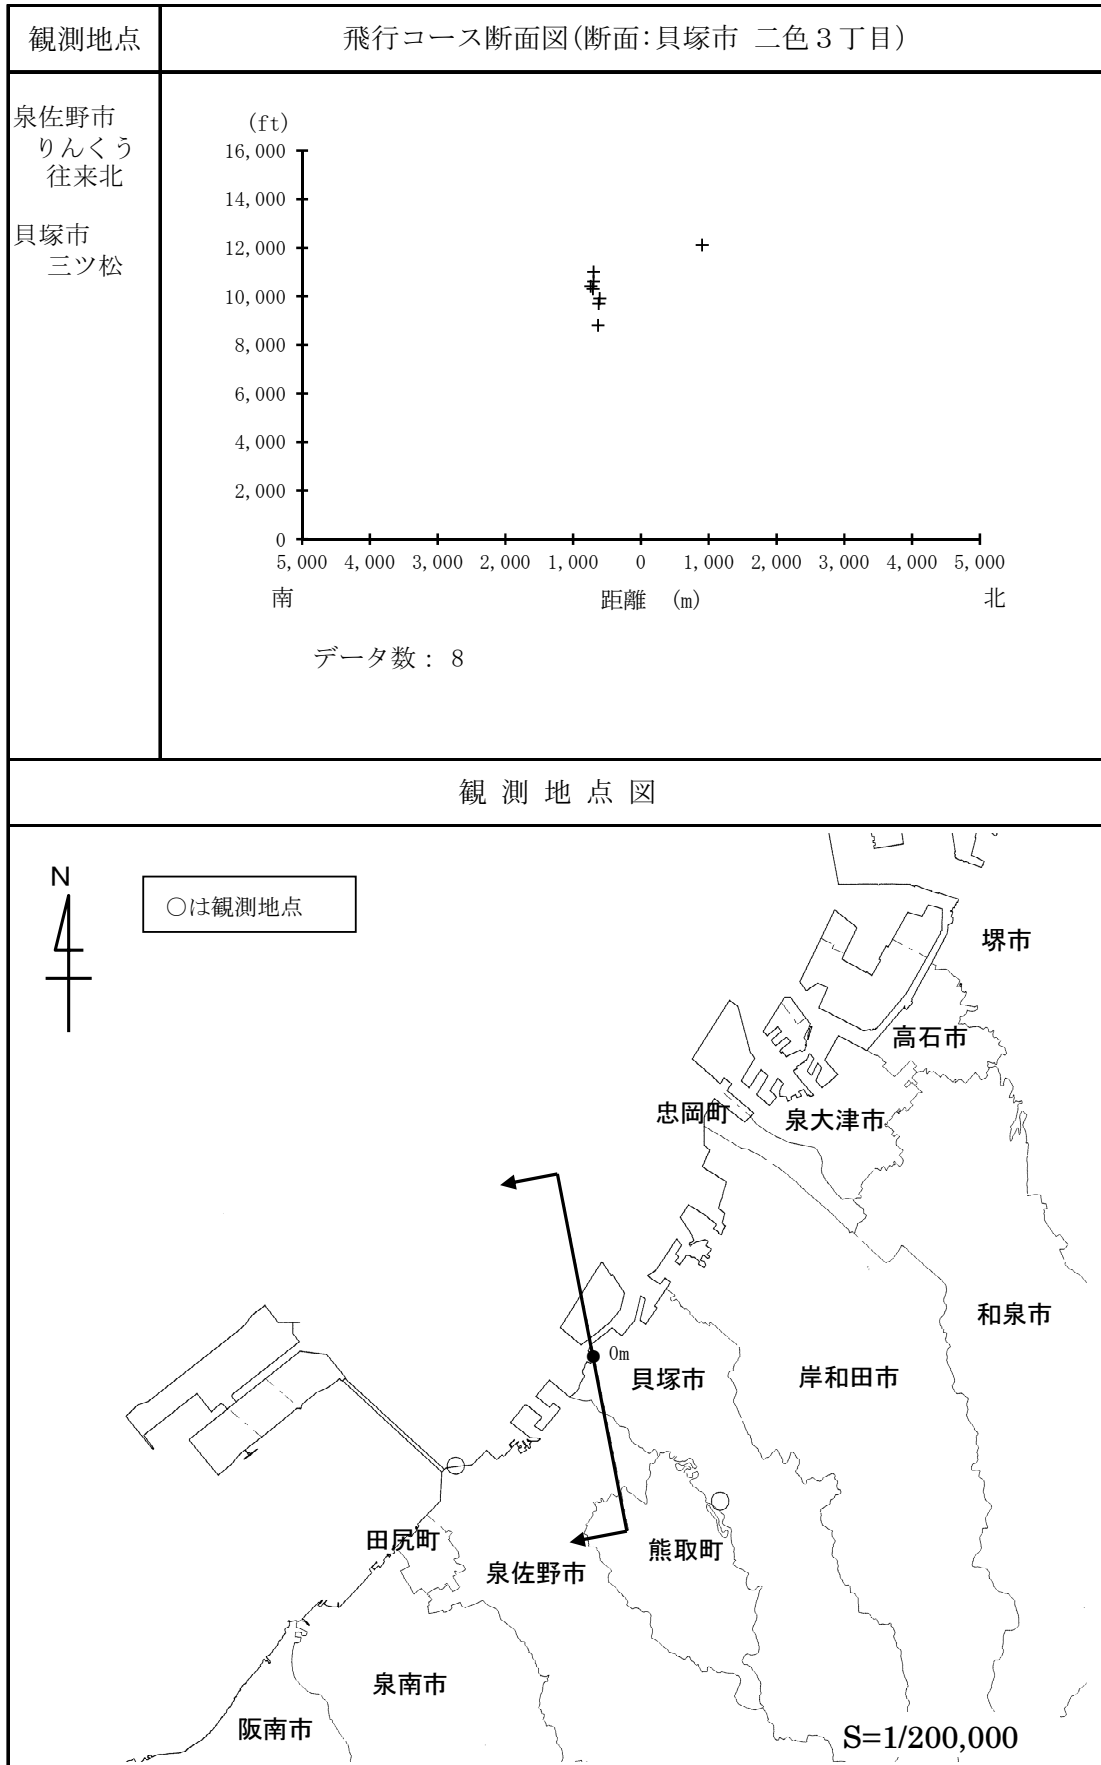 観測地点
飛行コース断面図(断面:貝塚市 二色3丁目)
泉佐野市
りんくう
往来北
貝塚市
三ツ松
(ft)
16,000
14,000
12,000
10,000
8,000
6,000
4,000
2,000
0
5,000 4,000 3,000 2,000 1,000 0 1,000 2,000 3,000 4,000 5,000
南 距離 (m) 北
データ数: 8
観測地点図
N
○は観測地点
堺市
高石市
忠岡町
泉大津市
和泉市
0m
貝塚市
岸和田市
田尻町
熊取町
泉佐野市
泉南市
阪南市
S=1/200,000